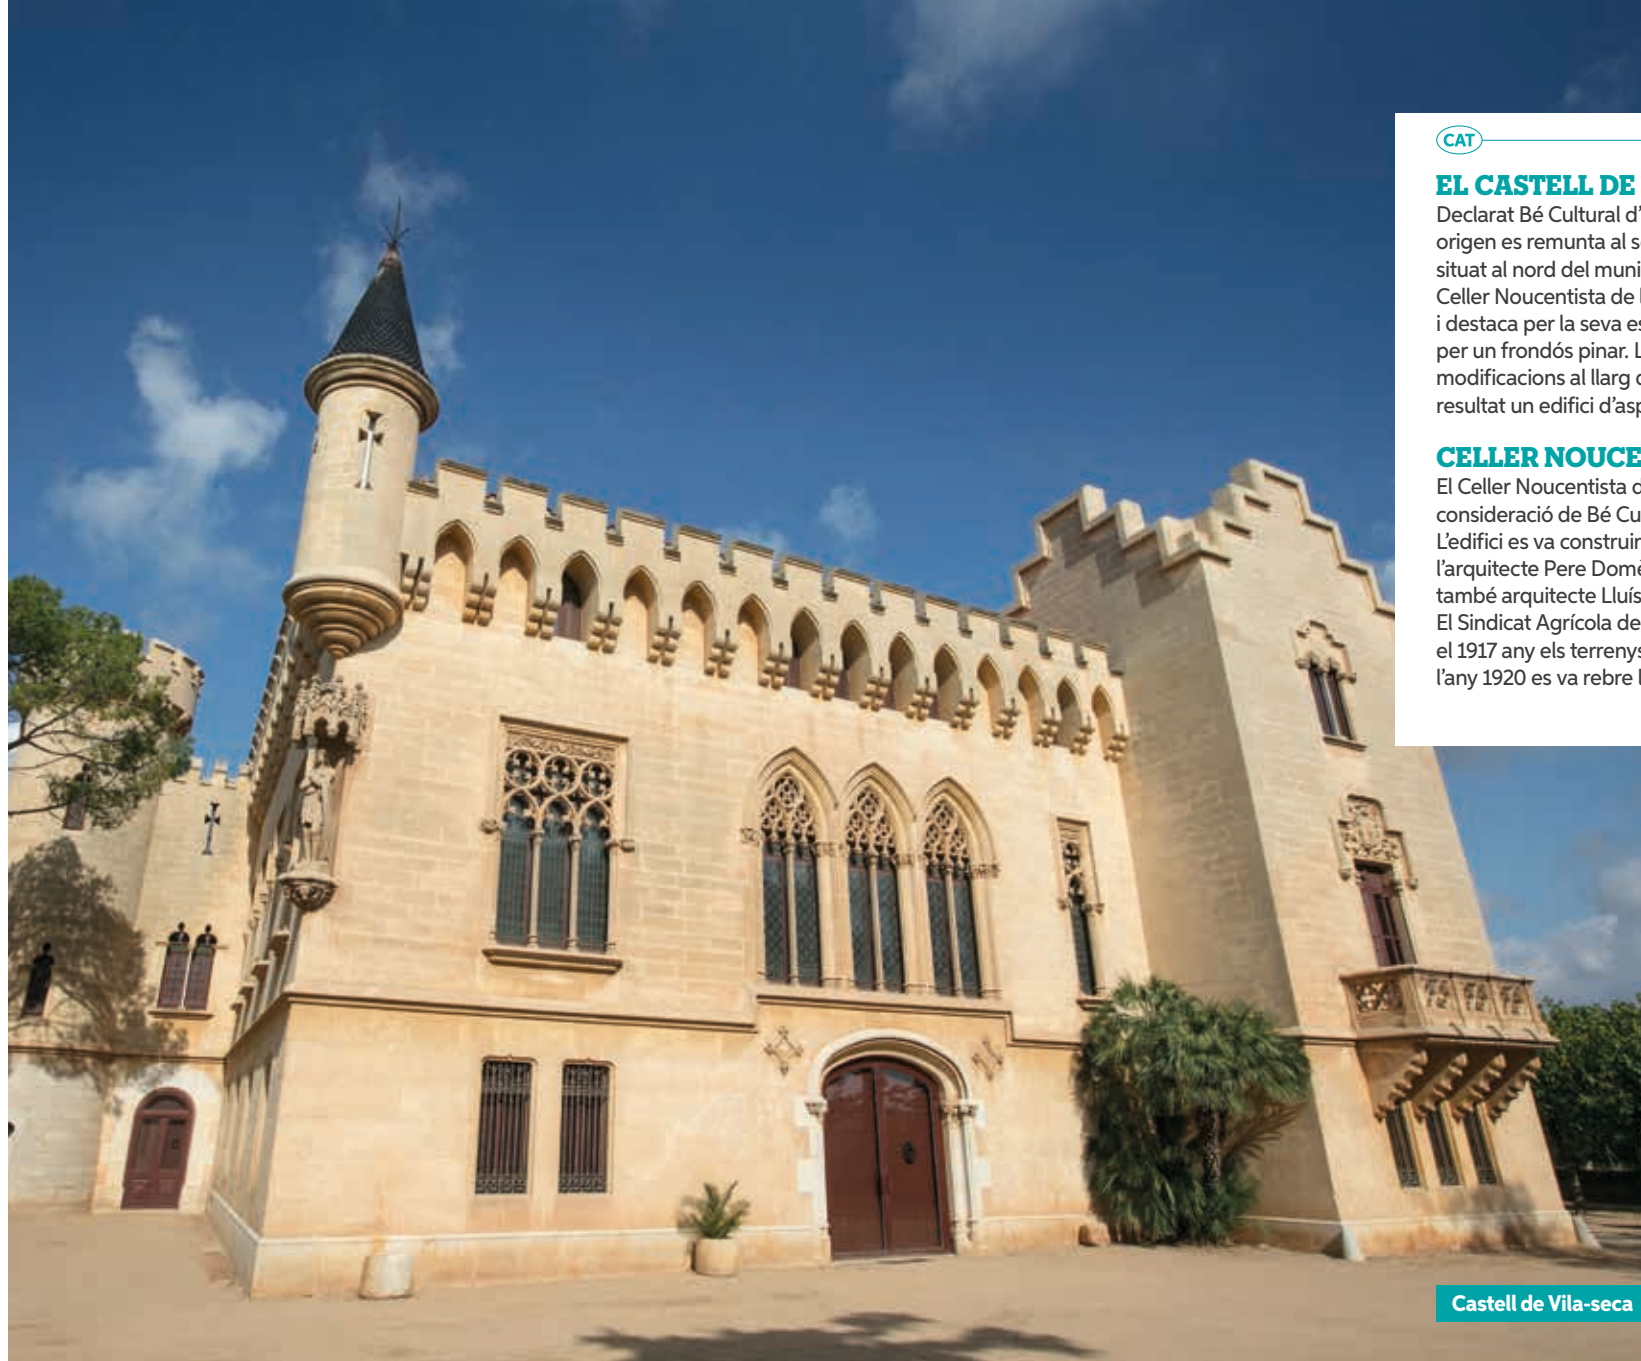 CAT
EL CASTELL DE
Declarat Bé Cultural d'
origen es remunta al s
situat al nord del muni
Celler Noucentista de l
i destaca per la seva es
per un frondós pinar. L
modificacions al llarg d
resultat un edifici d'asp
CELLER NOUCE
El Celler Noucentista d
consideració de Bé Cu
L'edifici es va construir
l'arquitecte Pere Domè
també arquitecte Lluís
El Sindicat Agrícola de
el 1917 any els terrenys
l'any 1920 es va rebre l
Castell de Vila-seca